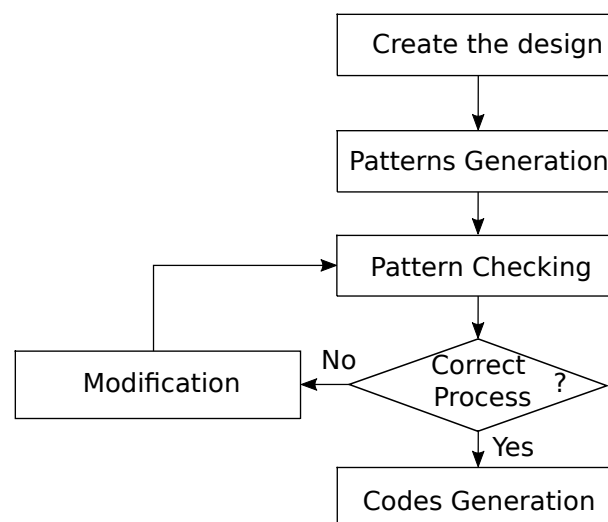 Create the design
Patterns Generation
Pattern Checking
No
Correct
Process ?
Modification
Yes
Codes Generation